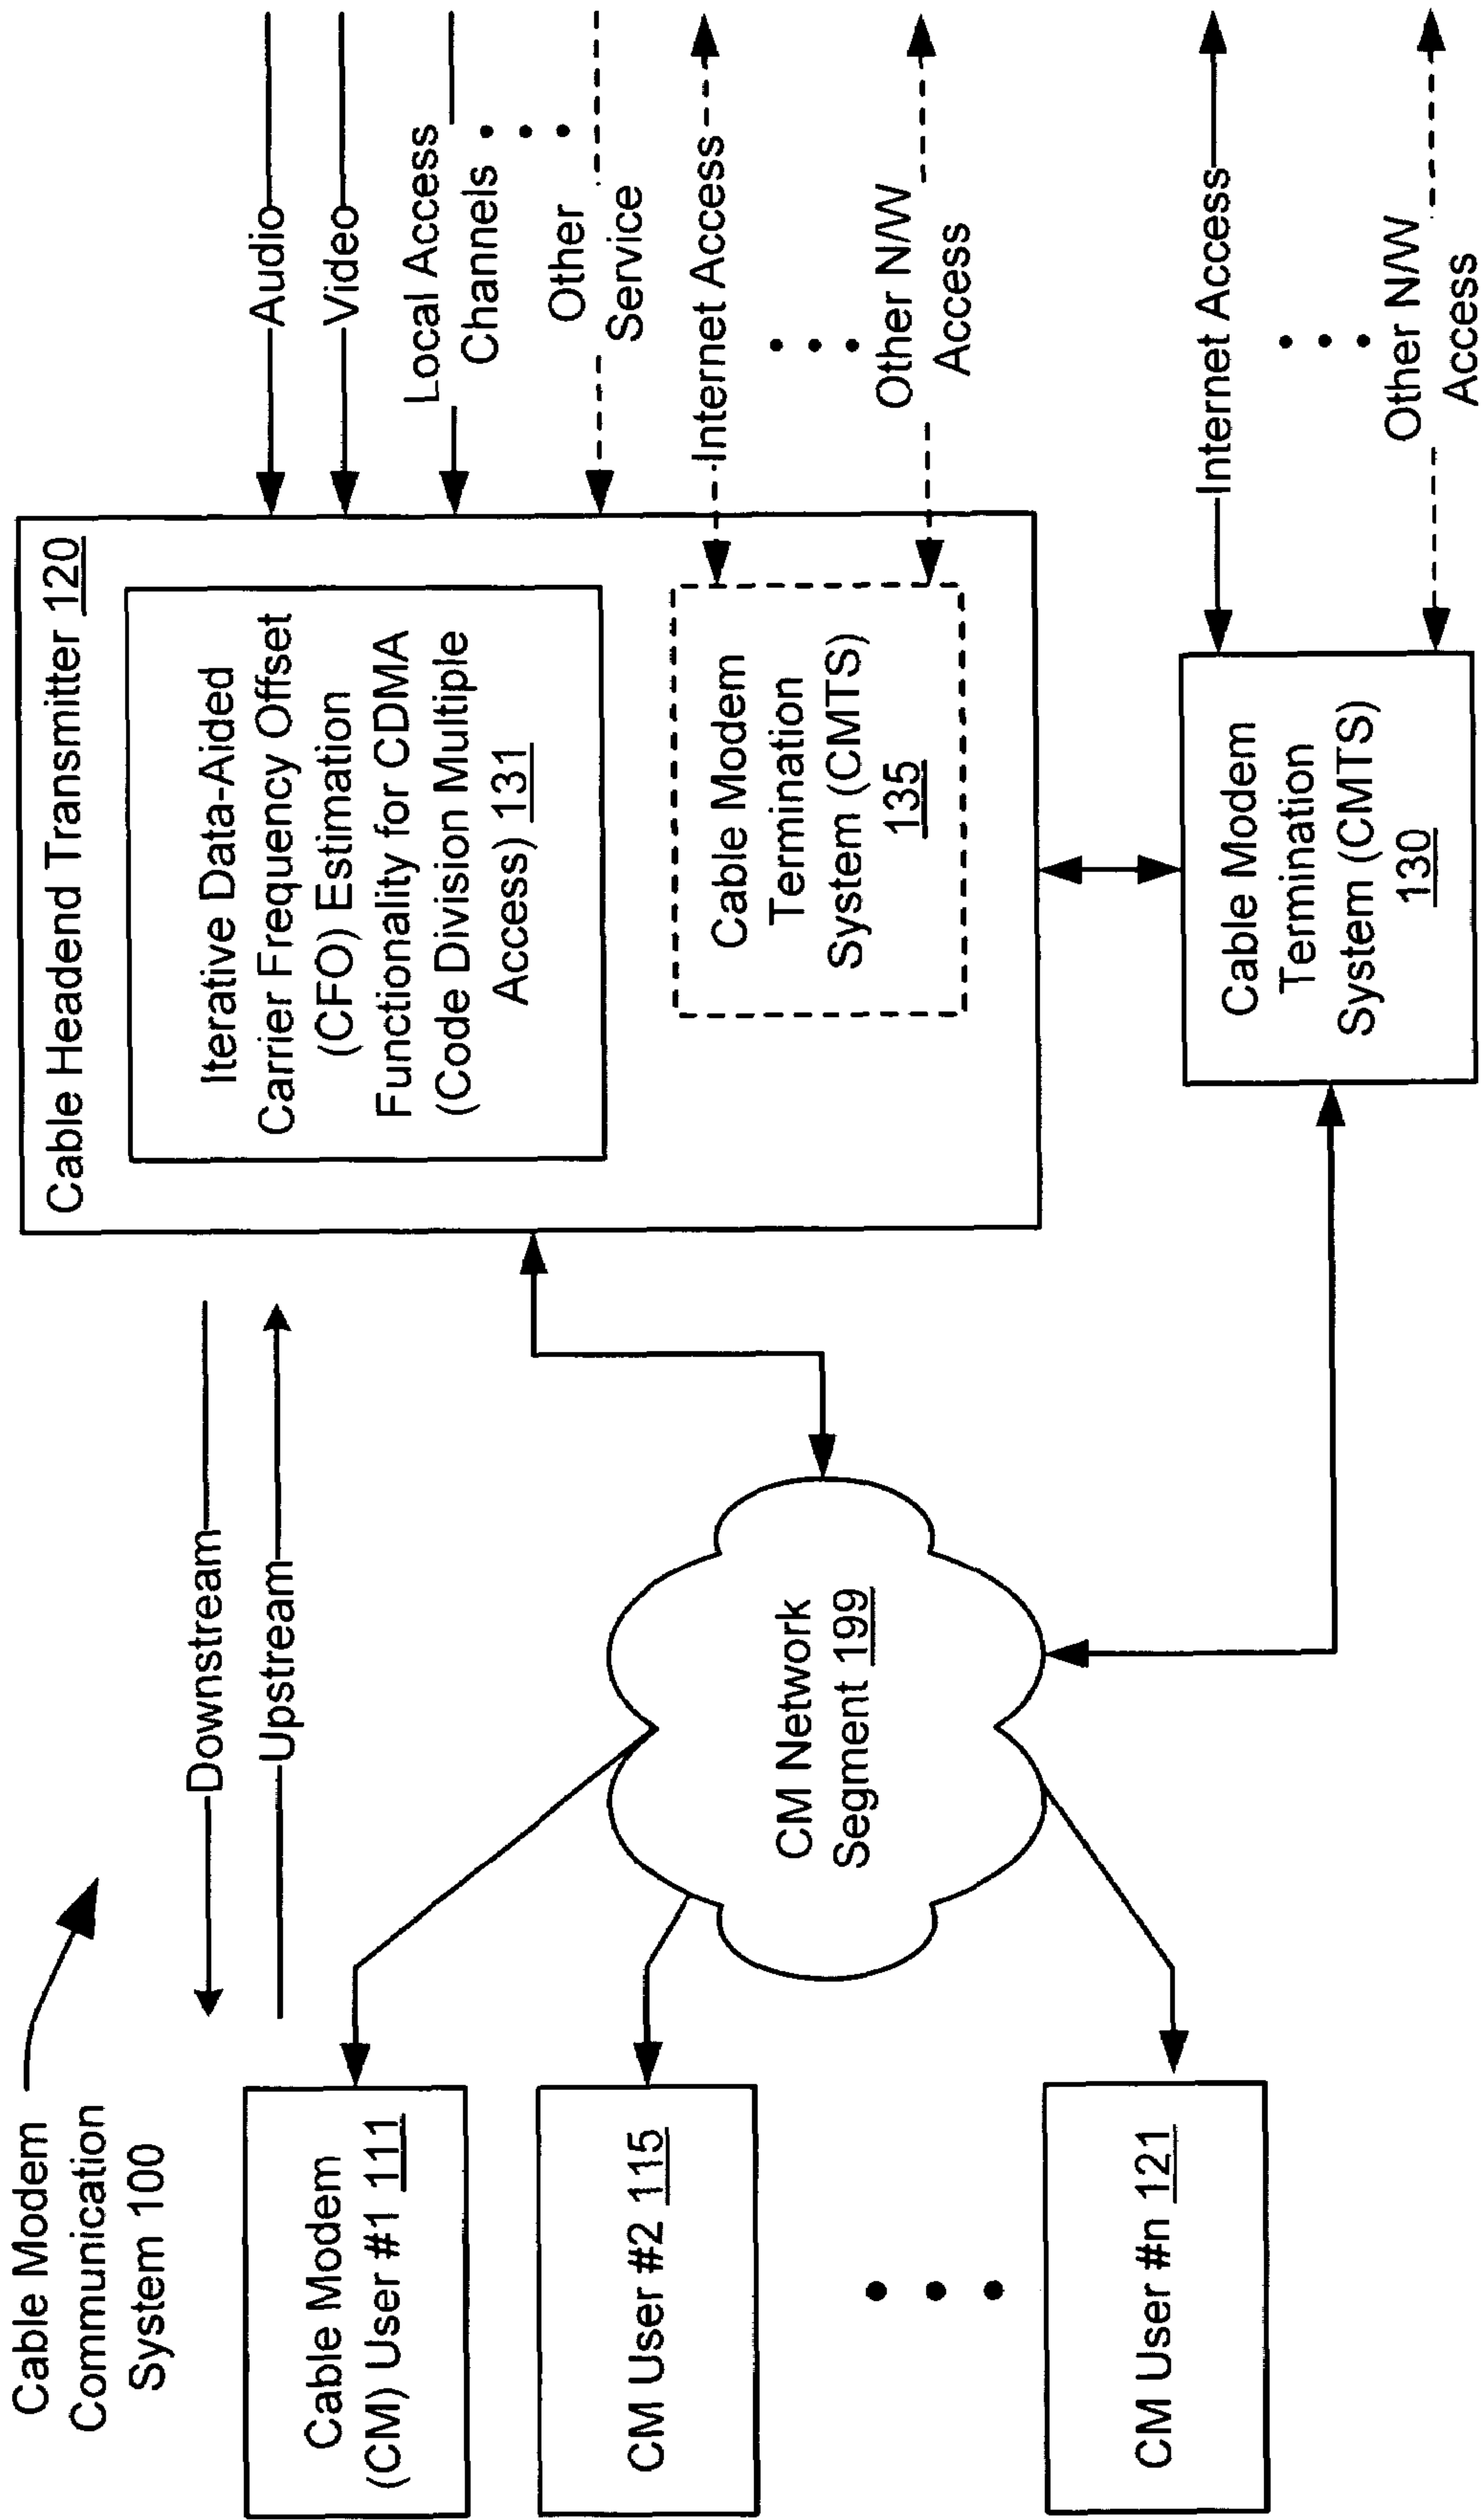 Cable Modem
Communication
System 100
Downstream
Upstream
Cable Modem
(CM) User #1 111
CM User #2 115
CM User #n 121
CM Network
Segment 199
Cable Headend Transmitter 120
Iterative Data-Aided
Carrier Frequency Offset
(CFO) Estimation
Functionality for CDMA
(Code Division Multiple
Access) 131
Cable Modem
Termination
System (CMTS)
135
Cable Modem
Termination
System (CMTS)
130
Audio
Video
Local Access
Channels
Other
Service
Internet Access
Other N/W
Access
Internet Access
Other N/W
Access